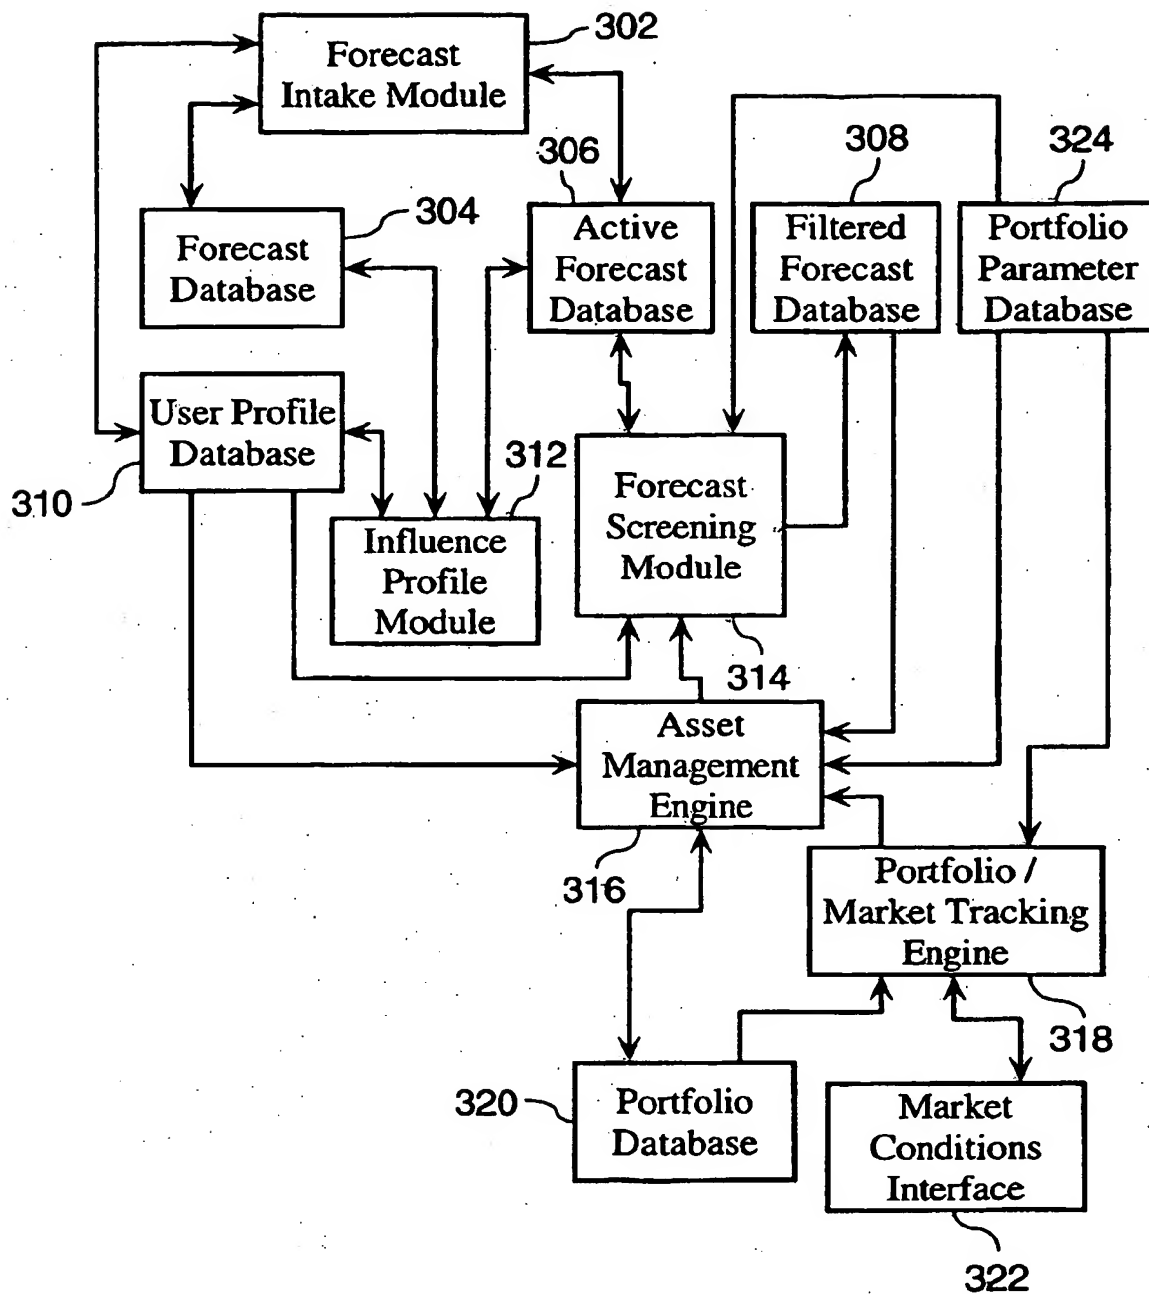 302
Forecast
Intake Module
306
308
324
304
Forecast
Database
Active
Forecast
Database
Filtered
Forecast
Database
Portfolio
Parameter
Database
User Profile
Database
310
312
Influence
Profile
Module
Forecast
Screening
Module
314
Asset
Management
Engine
316
Portfolio /
Market Tracking
Engine
318
320
Portfolio
Database
Market
Conditions
Interface
322